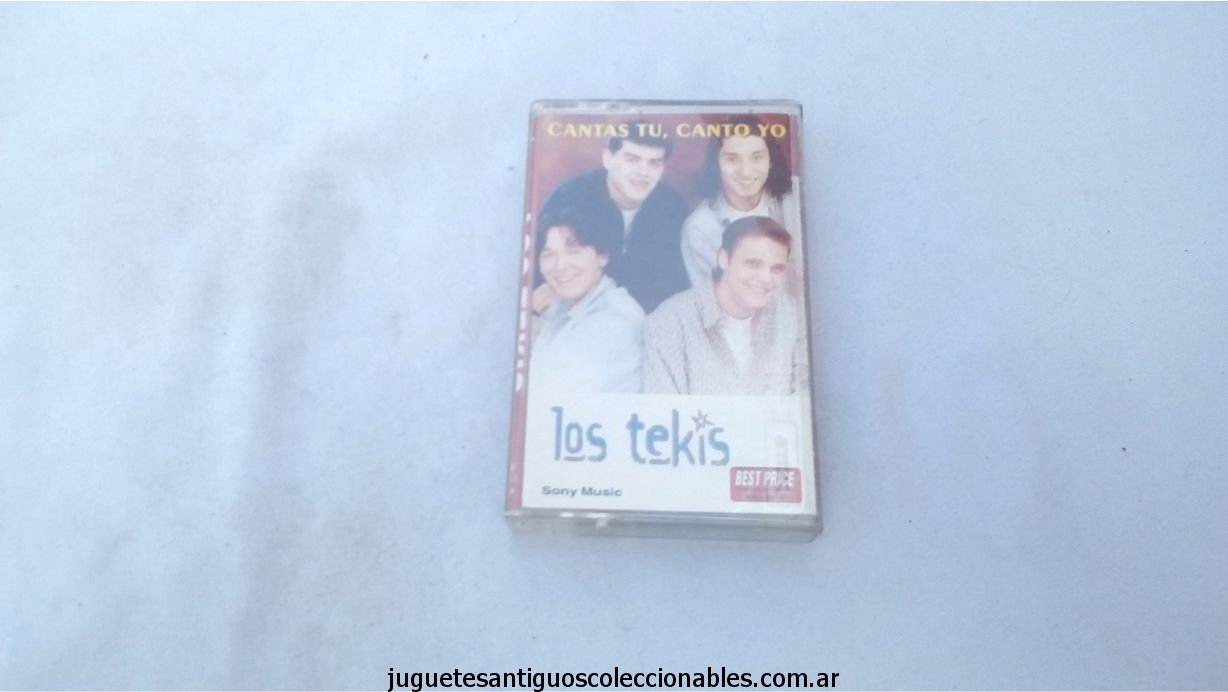 CANTAS TU, CANTO YO
los tekis
BEST PRICE
Sony Music
juguetesantiguoscoleccionables.com.ar